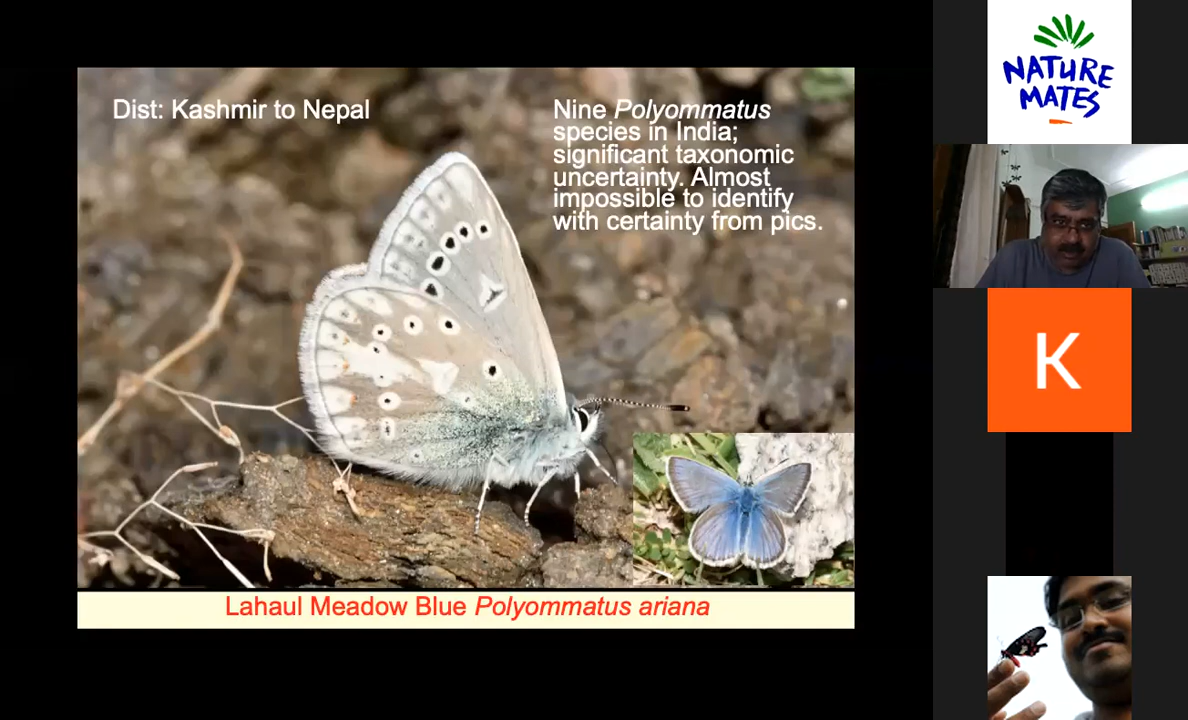 Dist: Kashmir to Nepal
Nine Polyommatus
species in India;
significant taxonomic
uncertainty. Almost
impossible to identify
with certainty from pics.
Lahaul Meadow Blue Polyommatus ariana
NATURE
MATES
K